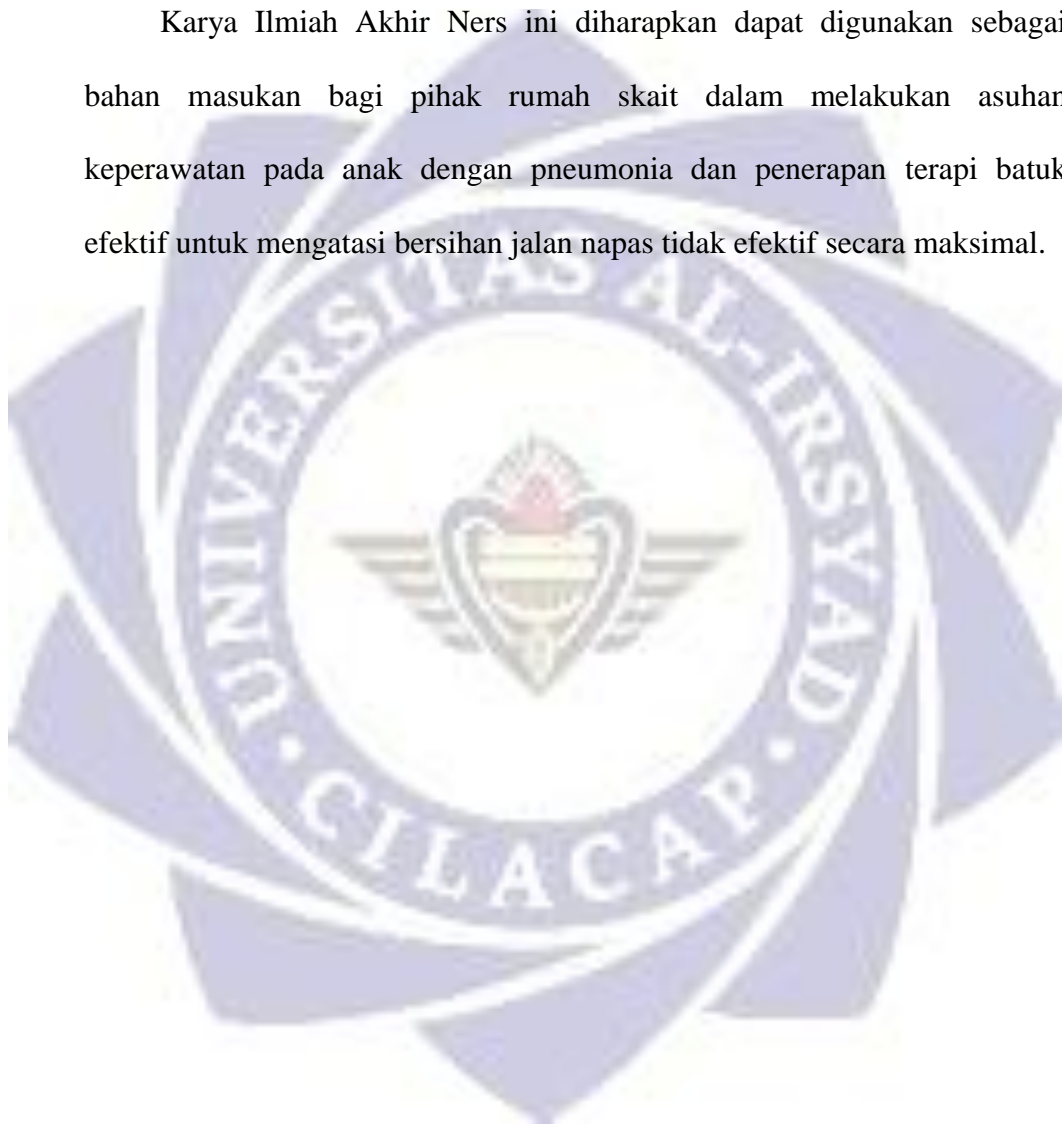 Karya Ilmiah Akhir Ners ini diharapkan dapat digunakan sebagai
bahan masukan bagi pihak rumah skait dalam melakukan asuhan
keperawatan pada anak dengan pneumonia dan penerapan terapi batuk
efektif untuk mengatasi bersihan jalan napas tidak efektif secara maksimal.
UNIVERSITAS AL-IRSYAD
• CILACAP •